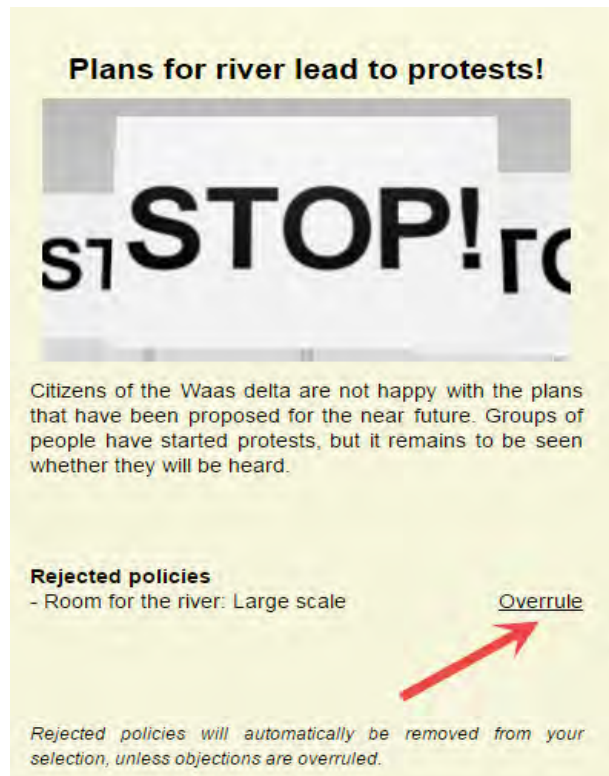 Plans for river lead to protests!
ST STOP! TO
Citizens of the Waas delta are not happy with the plans
that have been proposed for the near future. Groups of
people have started protests, but it remains to be seen
whether they will be heard.
Rejected policies
- Room for the river: Large scale Overrule
Rejected policies will automatically be removed from your
selection, unless objections are overruled.